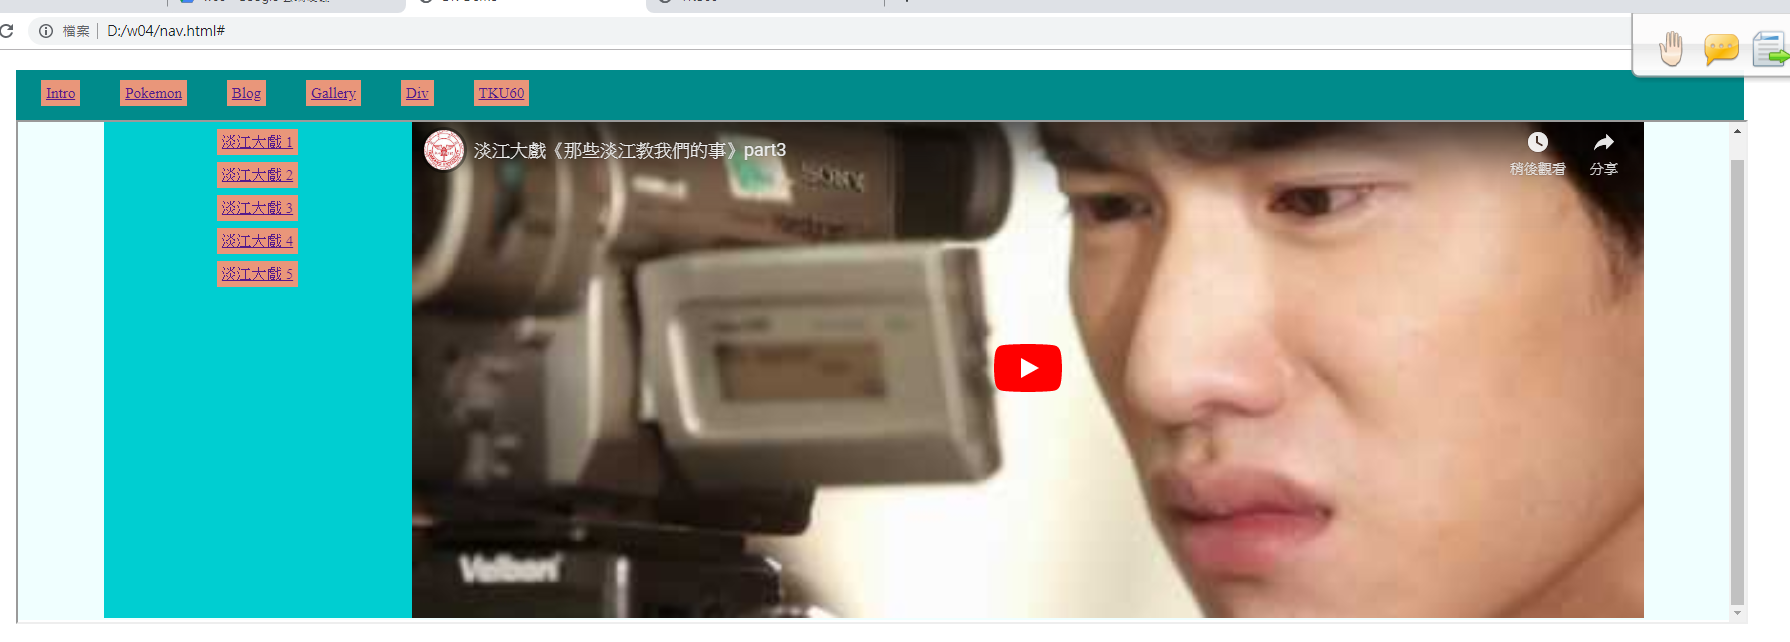 檔案 D:/w04/nav.html#
Intro Pokemon Blog Gallery Div TKU60
淡江大戲 1
淡江大戲 2
淡江大戲 3
淡江大戲 4
淡江大戲 5
淡江大戲《那些淡江教我們的事》part3
稍後觀看 分享
SONY
Velbon